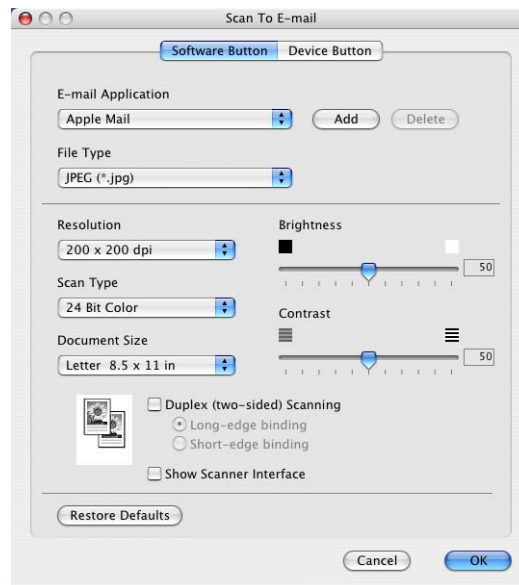 Scan To E-mail
Software Button Device Button
E-mail Application
Apple Mail Add Delete
File Type
JPEG (*.jpg)
Resolution Brightness
200 x 200 dpi 50
Scan Type
24 Bit Color Contrast
Document Size
Letter 8.5 x 11 in 50
Duplex (two-sided) Scanning
Long-edge binding
Short-edge binding
Show Scanner Interface
Restore Defaults
Cancel OK